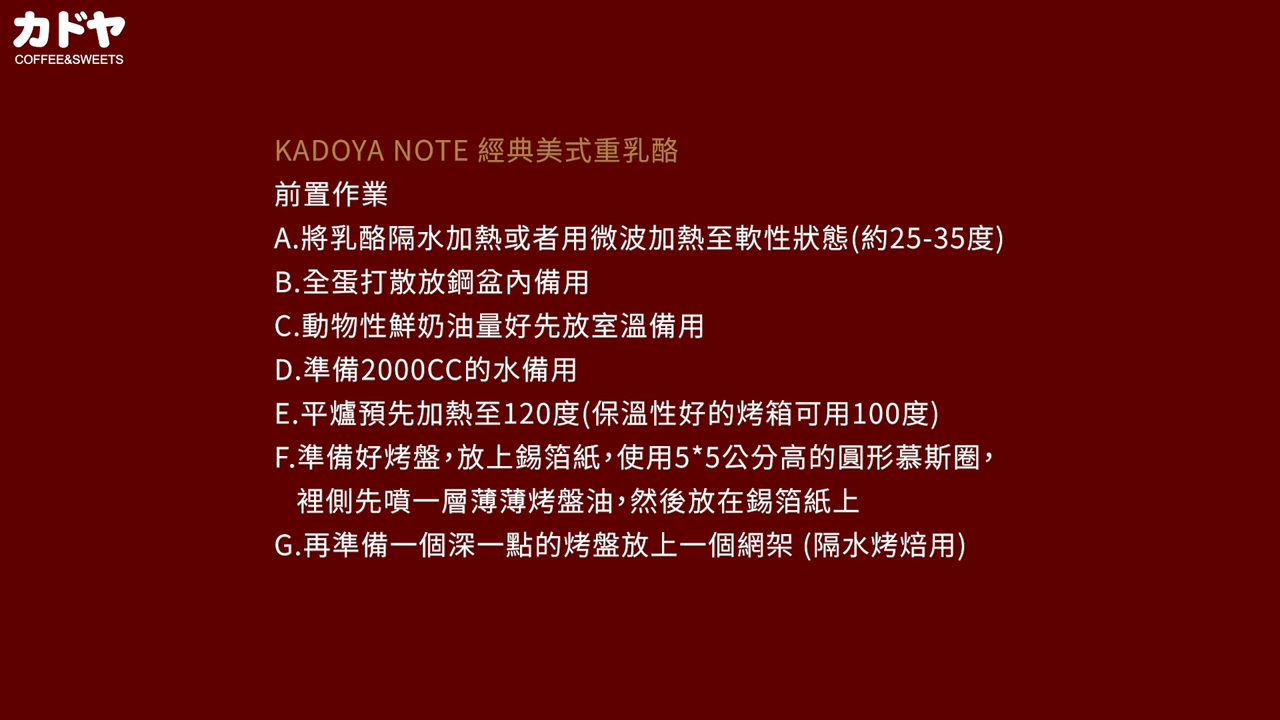 カドヤ
COFFEE&SWEETS
KADOYA NOTE 經典美式重乳酪
前置作業
A.將乳酪隔水加熱或者用微波加熱至軟性狀態(約25-35度)
B.全蛋打散放鋼盆內備用
C.動物性鮮奶油量好先放室溫備用
D.準備2000CC的水備用
E.平爐預先加熱至120度(保溫性好的烤箱可用100度)
F.準備好烤盤,放上錫箔紙,使用5*5公分高的圓形慕斯圈,
裡側先噴一層薄薄烤盤油,然後放在錫箔紙上
G.再準備一個深一點的烤盤放上一個網架 (隔水烤焙用)